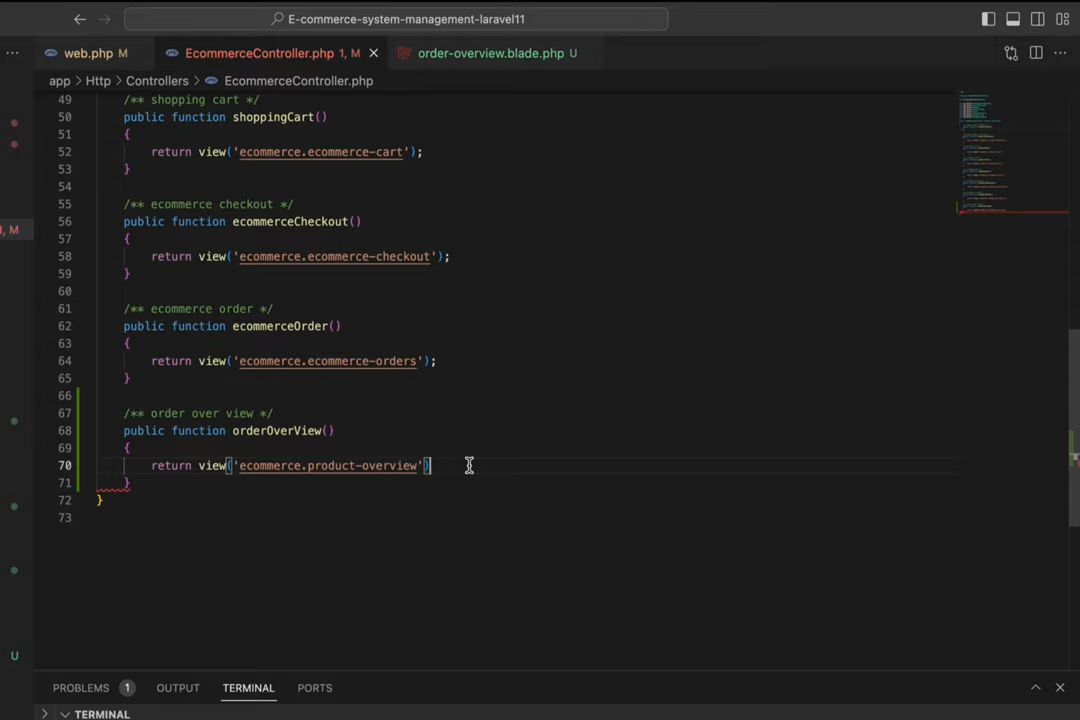 E-commerce-system-management-laravel11
web.php M EcommerceController.php 1, M order-overview.blade.php U
app > Http > Controllers > EcommerceController.php
49 /** shopping cart */
50 public function shoppingCart()
51 {
52 return view('ecommerce.ecommerce-cart');
53 }
54
55 /** ecommerce checkout */
56 public function ecommerceCheckout()
57 {
58 return view('ecommerce.ecommerce-checkout');
59 }
60
61 /** ecommerce order */
62 public function ecommerceOrder()
63 {
64 return view('ecommerce.ecommerce-orders');
65 }
66
67 /** order over view */
68 public function orderOverView()
69 {
70 return view('ecommerce.product-overview')
71 }
72 }
73
, M
U
PROBLEMS 1 OUTPUT TERMINAL PORTS
TERMINAL